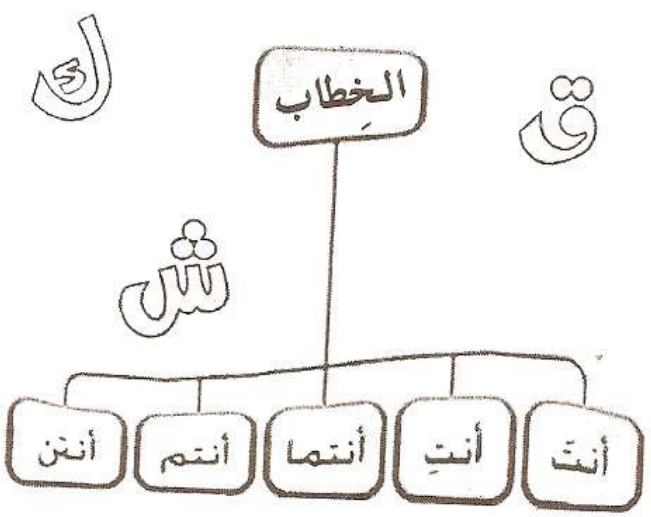 ك
ق
الخِطاب
ش
أنتَ
أنتِ
أنتما
أنتم
أنتن